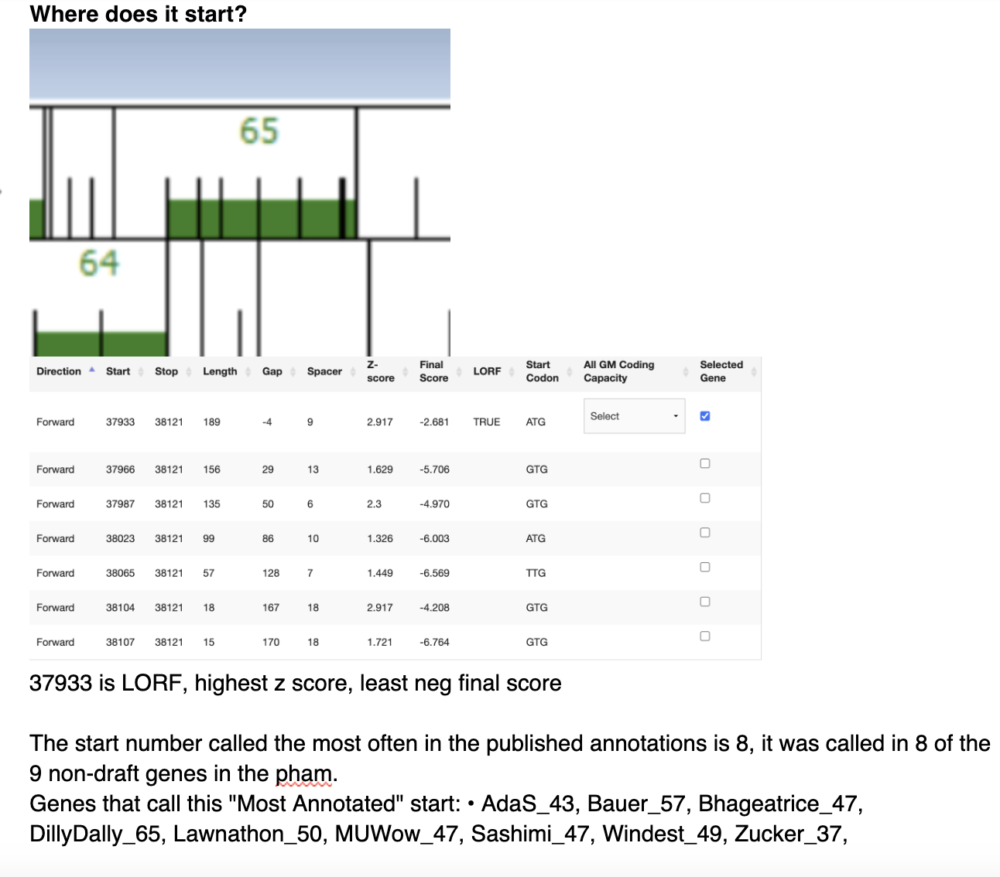 Where does it start?
65
64
Direction Start Stop Length Gap Spacer Z-score Final Score LORF Start Codon All GM Coding Capacity Selected Gene
Forward 37933 38121 189 -4 9 2.917 -2.681 TRUE ATG Select
Forward 37966 38121 156 29 13 1.629 -5.706 GTG
Forward 37987 38121 135 50 6 2.3 -4.970 GTG
Forward 38023 38121 99 86 10 1.326 -6.003 ATG
Forward 38065 38121 57 128 7 1.449 -6.569 TTG
Forward 38104 38121 18 167 18 2.917 -4.208 GTG
Forward 38107 38121 15 170 18 1.721 -6.764 GTG
37933 is LORF, highest z score, least neg final score
The start number called the most often in the published annotations is 8, it was called in 8 of the
9 non-draft genes in the pham.
Genes that call this "Most Annotated" start: • AdaS_43, Bauer_57, Bhageatrice_47,
DillyDally_65, Lawnathon_50, MUWow_47, Sashimi_47, Windest_49, Zucker_37,